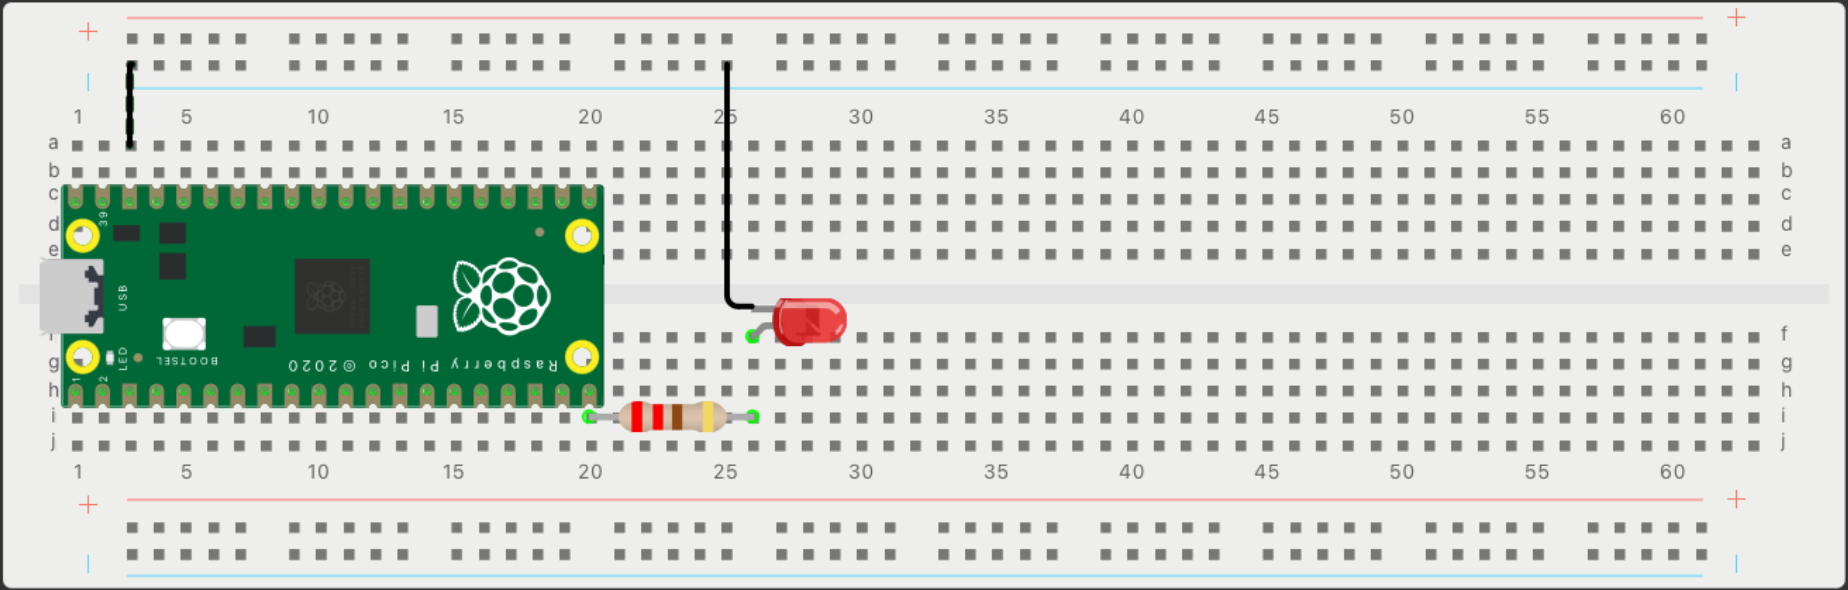 + +
1 5 10 15 20 25 30 35 40 45 50 55 60
a a
b b
c c
d d
e e
39
USB
BOOTSEL
LED
1
2
Raspberry Pi Pico © 2020
f
g g
h h
i i
j j
1 5 10 15 20 25 30 35 40 45 50 55 60
+ +